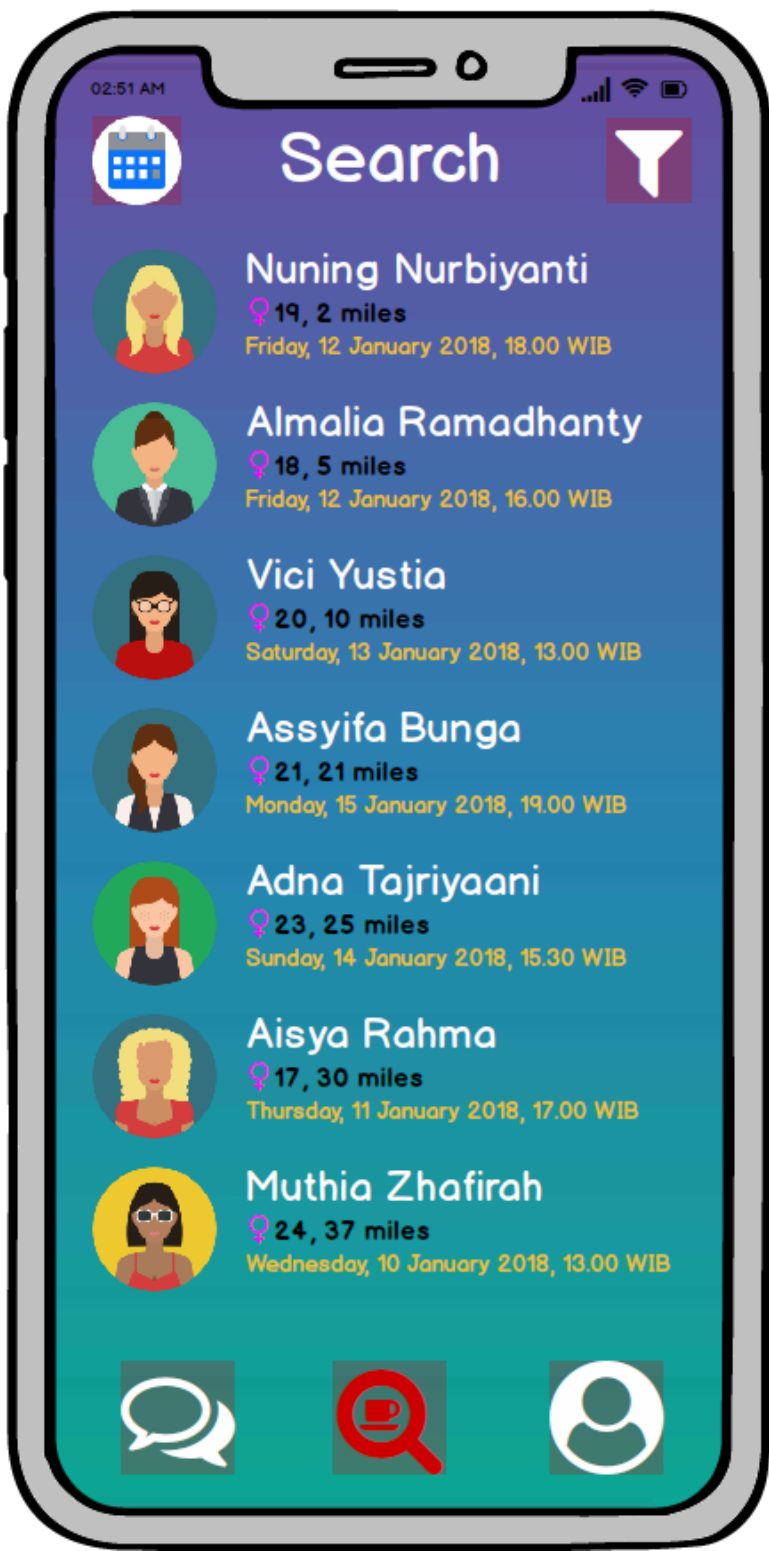 02:51 AM
Search
Nuning Nurbiyanti
♀19, 2 miles
Friday, 12 January 2018, 18.00 WIB
Almalia Ramadhanty
♀18, 5 miles
Friday, 12 January 2018, 16.00 WIB
Vici Yustia
♀20, 10 miles
Saturday, 13 January 2018, 13.00 WIB
Assyifa Bunga
♀21, 21 miles
Monday, 15 January 2018, 19.00 WIB
Adna Tajriyaani
♀23, 25 miles
Sunday, 14 January 2018, 15.30 WIB
Aisya Rahma
♀17, 30 miles
Thursday, 11 January 2018, 17.00 WIB
Muthia Zhafirah
♀24, 37 miles
Wednesday, 10 January 2018, 13.00 WIB